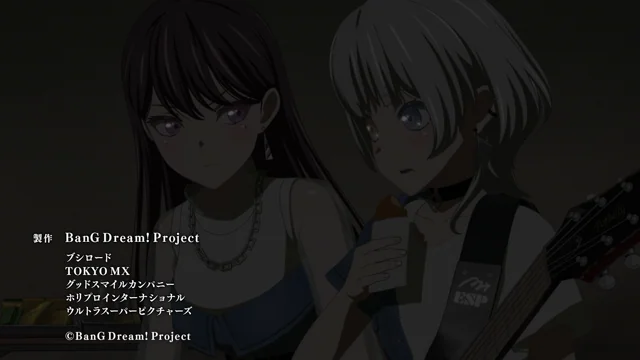 製作 BanG Dream! Project
ブシロード
TOKYO MX
グッドスマイルカンパニー
ホリプロインターナショナル
ウルトラスーパーピクチャーズ
©BanG Dream! Project
ESP